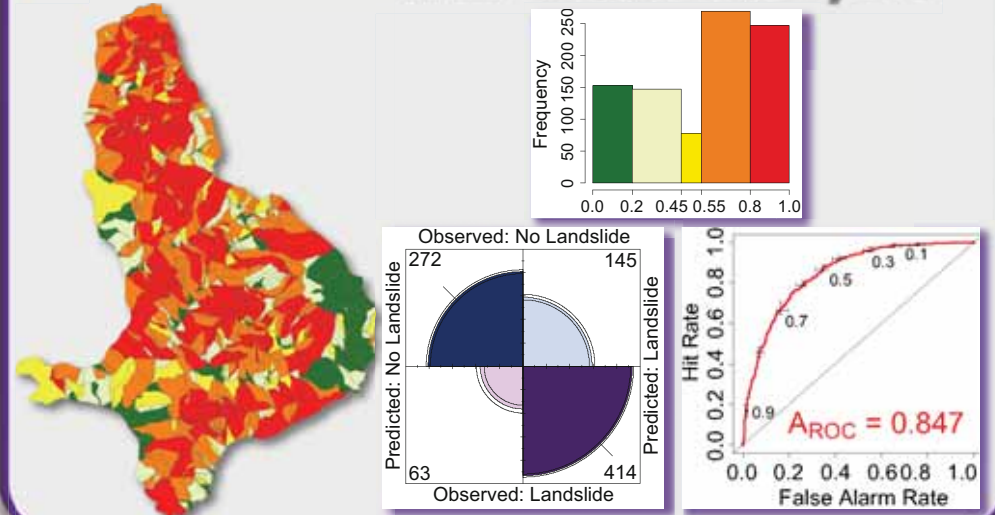 Frequency
250
200
150
100
50
0
0.0 0.2 0.45 0.55 0.8 1.0
Observed: No Landslide
272 145
Predicted: No Landslide
Predicted: Landslide
63 414
Observed: Landslide
Hit Rate
1.0
0.8
0.6
0.4
0.2
0.0
0.1
0.3
0.5
0.7
0.9
AROC = 0.847
0.0 0.2 0.4 0.6 0.8 1.0
False Alarm Rate